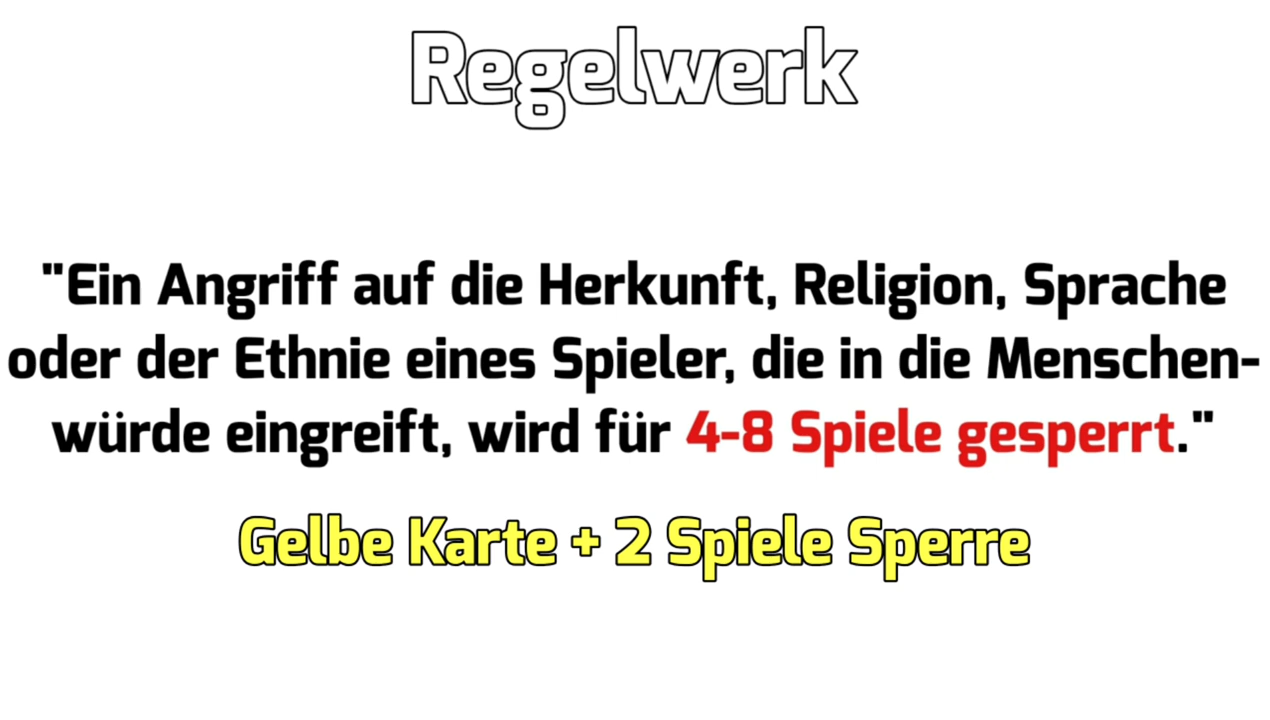 Regelwerk
"Ein Angriff auf die Herkunft, Religion, Sprache
oder der Ethnie eines Spieler, die in die Menschen-
würde eingreift, wird für 4-8 Spiele gesperrt."
Gelbe Karte + 2 Spiele Sperre